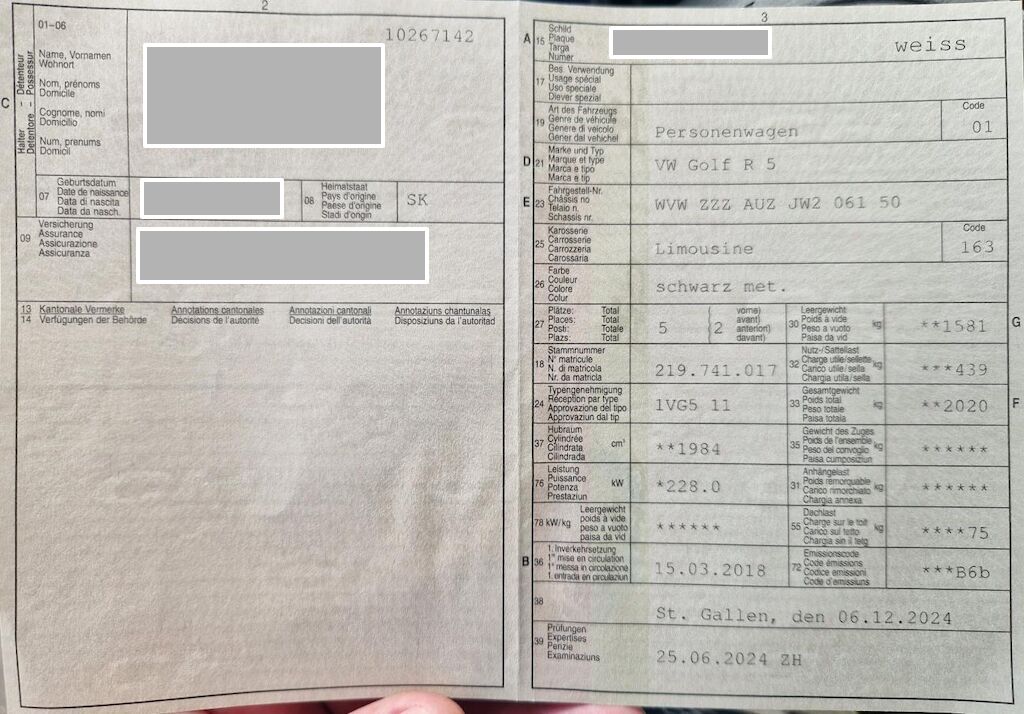 2
01-06
10267142
C
Halter - Détenteur
Detentore - Possessur
Name, Vornamen
Wohnort
Nom, prénoms
Domicile
Cognome, nomi
Domicilio
Num, prenums
Domicil
07
Geburtsdatum
Date de naissance
Data di nascita
Data da nasch.
08
Heimatstaat
Pays d'origine
Paese d'origine
Stadi d'origin
SK
09
Versicherung
Assurance
Assicurazione
Assicuranza
13 Kantonale Vermerke Annotations cantonales Annotazioni cantonali Annotaziuns chantunalas
14 Verfügungen der Behörde Décisions de l'autorité Decisioni dell'autorità Disposiziuns da l'autoritad
3
A 15
Schild
Plaque
Targa
Numer
weiss
17
Bes. Verwendung
Usage spécial
Uso speciale
Diever spezial
19
Art des Fahrzeugs
Genre de véhicule
Genere di veicolo
Gener dal vehichel
Personenwagen
Code
01
D 21
Marke und Typ
Marque et type
Marca e tipo
Marca e tip
VW Golf R 5
E 23
Fahrgestell-Nr.
Châssis no
Telaio n.
Schassis nr.
WVW ZZZ AUZ JW2 061 50
25
Karosserie
Carrosserie
Carrozzeria
Carossaria
Limousine
Code
163
26
Farbe
Couleur
Colore
Colur
schwarz met.
27
Plätze: Total
Places: Total
Posti: Totale
Plazs: Total
5
(2
vorne)
avant)
anteriori)
davant)
30
Leergewicht
Poids à vide
Peso a vuoto
Paisa da vid
kg
**1581
G
18
Stammnummer
N° matricule
N. di matricola
Nr. da matricla
219.741.017
32
Nutz-/Sattellast
Charge utile/sellette
Carico utile/sella
Chargia utila/sella
kg
***439
24
Typengenehmigung
Réception par type
Approvazione del tipo
Approvaziun dal tip
1VG5 11
33
Gesamtgewicht
Poids total
Peso totale
Paisa totala
kg
**2020
F
37
Hubraum
Cylindrée
Cilindrata
Cilindrada
cm³
**1984
35
Gewicht des Zuges
Poids de l'ensemble
Peso del convoglio
Paisa cumposiziun
kg
******
76
Leistung
Puissance
Potenza
Prestaziun
kW
*228.0
31
Anhängelast
Poids remorquable
Carico rimorchiato
Chargia annexa
kg
******
78 kW/kg
Leergewicht
poids à vide
peso a vuoto
paisa da vid
******
55
Dachlast
Charge sur le toit
Carico sul tetto
Chargia sin il tetg
kg
****75
B 36
1. Inverkehrsetzung
1re mise en circulation
1a messa in circolazione
1. entrada en circulaziun
15.03.2018
72
Emissionscode
Code émissions
Codice emissioni
Code d'emissiuns
***B6b
38
St. Gallen, den 06.12.2024
39
Prüfungen
Expertises
Perizie
Examinaziuns
25.06.2024 ZH